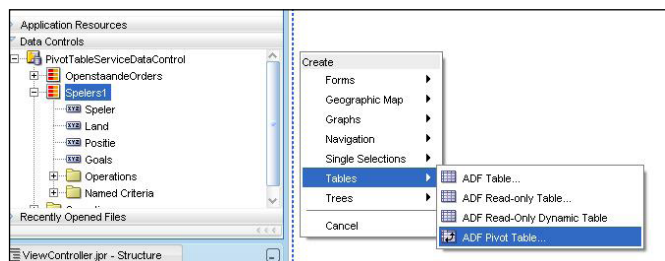 Application Resources
Data Controls
PivotTableServiceDataControl
OpenstaandeOrders
Spelers1
Speler
Land
Positie
Goals
Operations
Named Criteria
Recently Opened Files
ViewController.jpr - Structure
Create
Forms
Geographic Map
Graphs
Navigation
Single Selections
Tables
Trees
Cancel
ADF Table...
ADF Read-only Table...
ADF Read-Only Dynamic Table
ADF Pivot Table...